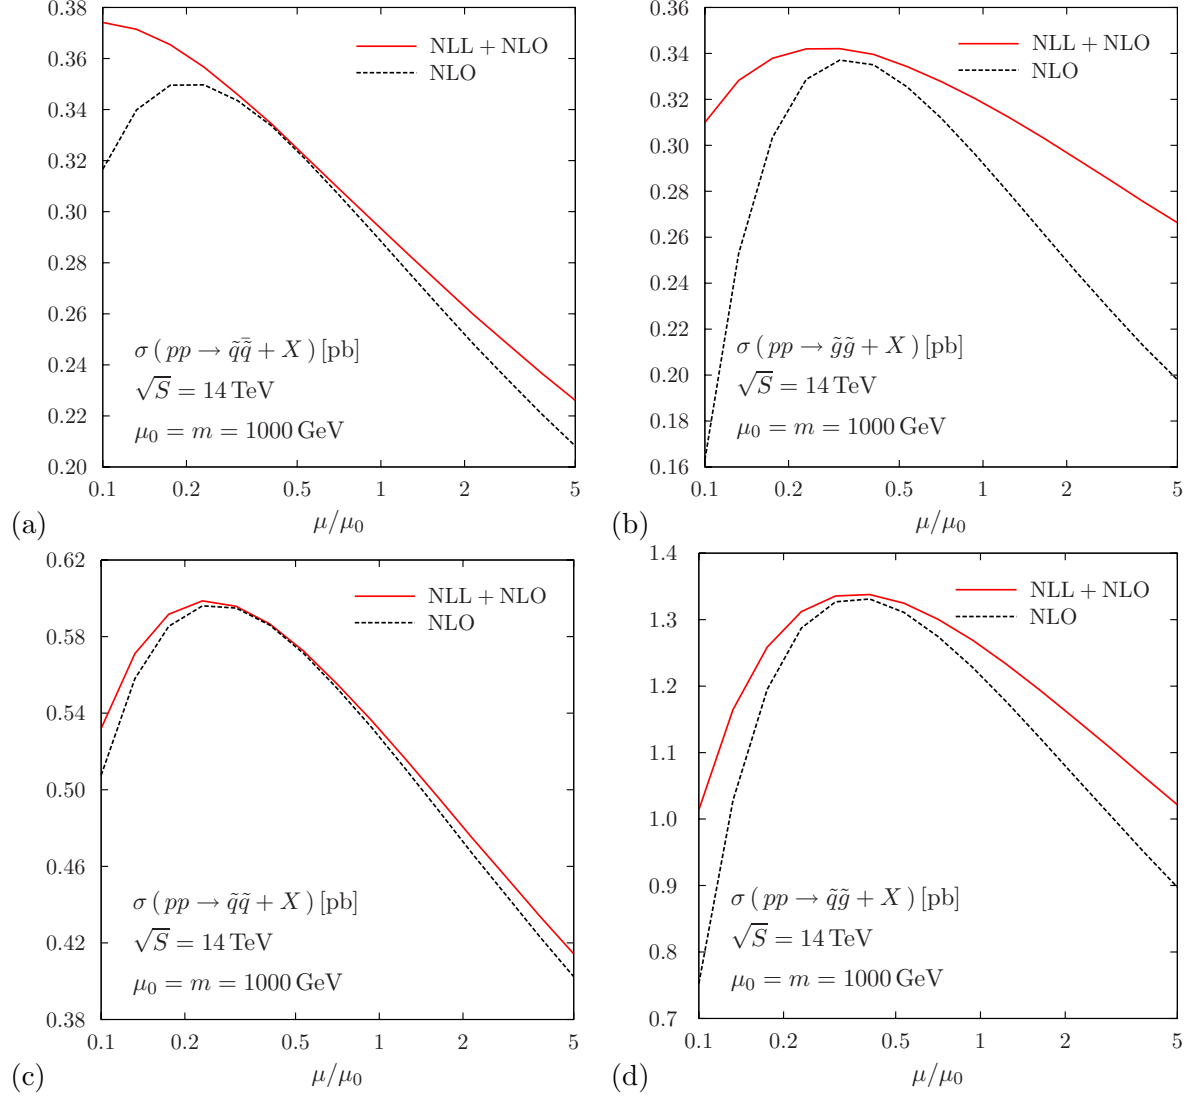 0.38
0.36
0.34
0.32
0.30
0.28
0.26
0.24
0.22
0.20
0.1
0.2
0.5
1
2
5
NLL + NLO
NLO
σ ( pp → q̃q̃̄ + X ) [pb]
√S = 14 TeV
μ₀ = m = 1000 GeV
(a)
μ/μ₀
0.36
0.34
0.32
0.30
0.28
0.26
0.24
0.22
0.20
0.18
0.16
0.1
0.2
0.5
1
2
5
NLL + NLO
NLO
σ ( pp → g̃g̃ + X ) [pb]
√S = 14 TeV
μ₀ = m = 1000 GeV
(b)
μ/μ₀
0.62
0.58
0.54
0.50
0.46
0.42
0.38
0.1
0.2
0.5
1
2
5
NLL + NLO
NLO
σ ( pp → q̃q̃ + X ) [pb]
√S = 14 TeV
μ₀ = m = 1000 GeV
(c)
μ/μ₀
1.4
1.3
1.2
1.1
1.0
0.9
0.8
0.7
0.1
0.2
0.5
1
2
5
NLL + NLO
NLO
σ ( pp → q̃g̃ + X ) [pb]
√S = 14 TeV
μ₀ = m = 1000 GeV
(d)
μ/μ₀